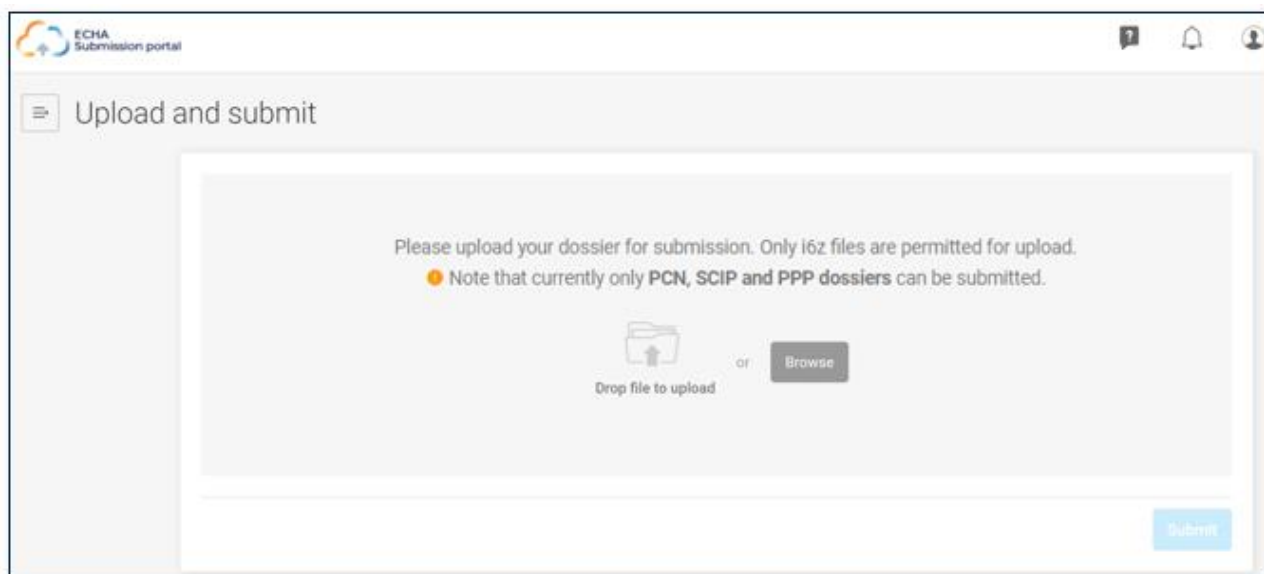 ECHA
Submission portal
Upload and submit
Please upload your dossier for submission. Only i6z files are permitted for upload.
Note that currently only PCN, SCIP and PPP dossiers can be submitted.
or
Browse
Drop file to upload
Submit